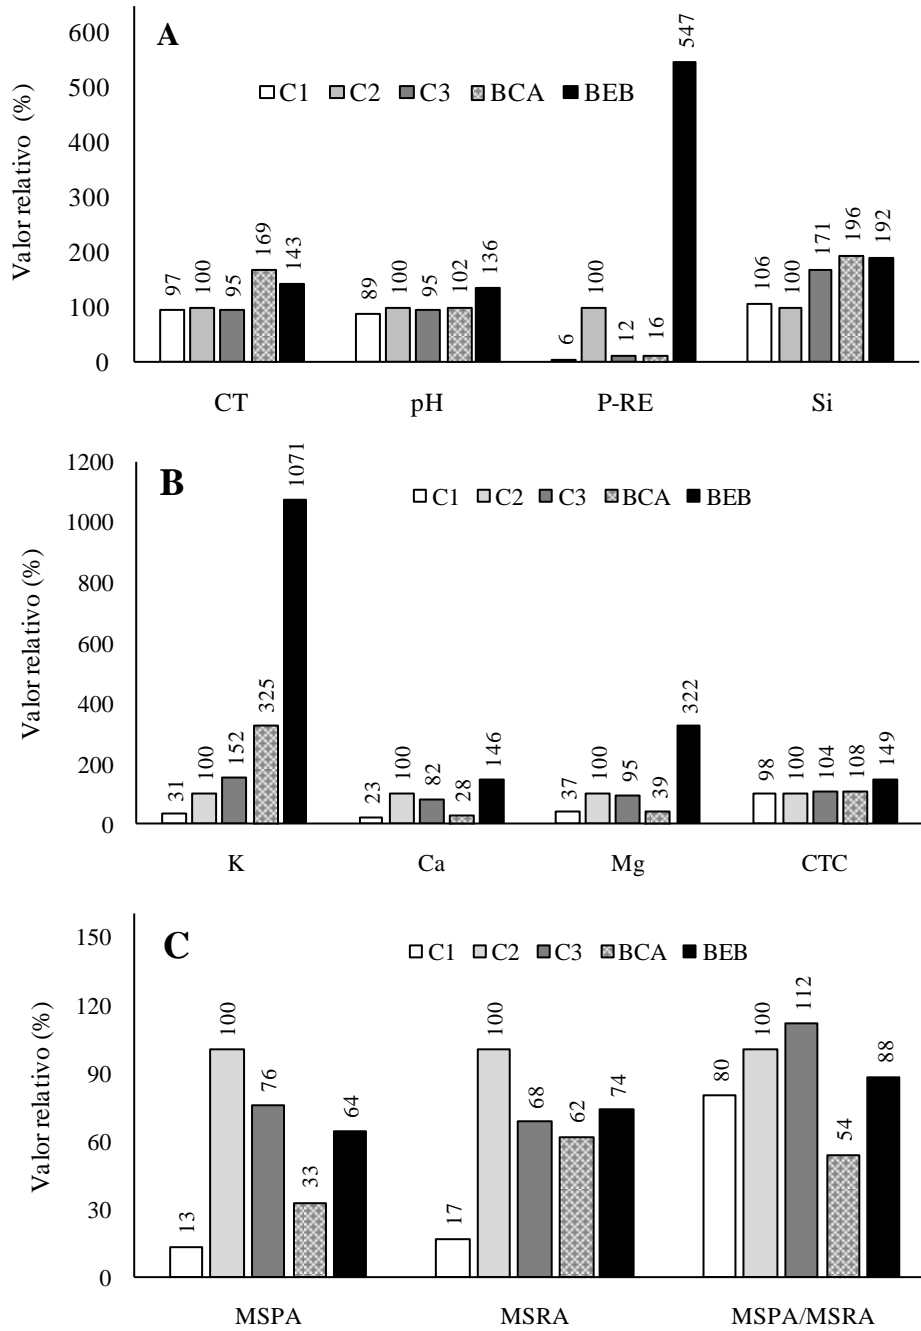 A
Valor relativo (%)
600
500
400
300
200
100
0
C1 C2 C3 BCA BEB
97 100 95 169 143
89 100 95 102 136
6 100 12 16 547
106 100 171 196 192
CT pH P-RE Si
B
Valor relativo (%)
1200
1000
800
600
400
200
0
C1 C2 C3 BCA BEB
31 100 152 325 1071
23 100 82 28 146
37 100 95 39 322
98 100 104 108 149
K Ca Mg CTC
C
Valor relativo (%)
150
120
90
60
30
0
C1 C2 C3 BCA BEB
13 100 76 33 64
17 100 68 62 74
80 100 112 54 88
MSPA MSRA MSPA/MSRA